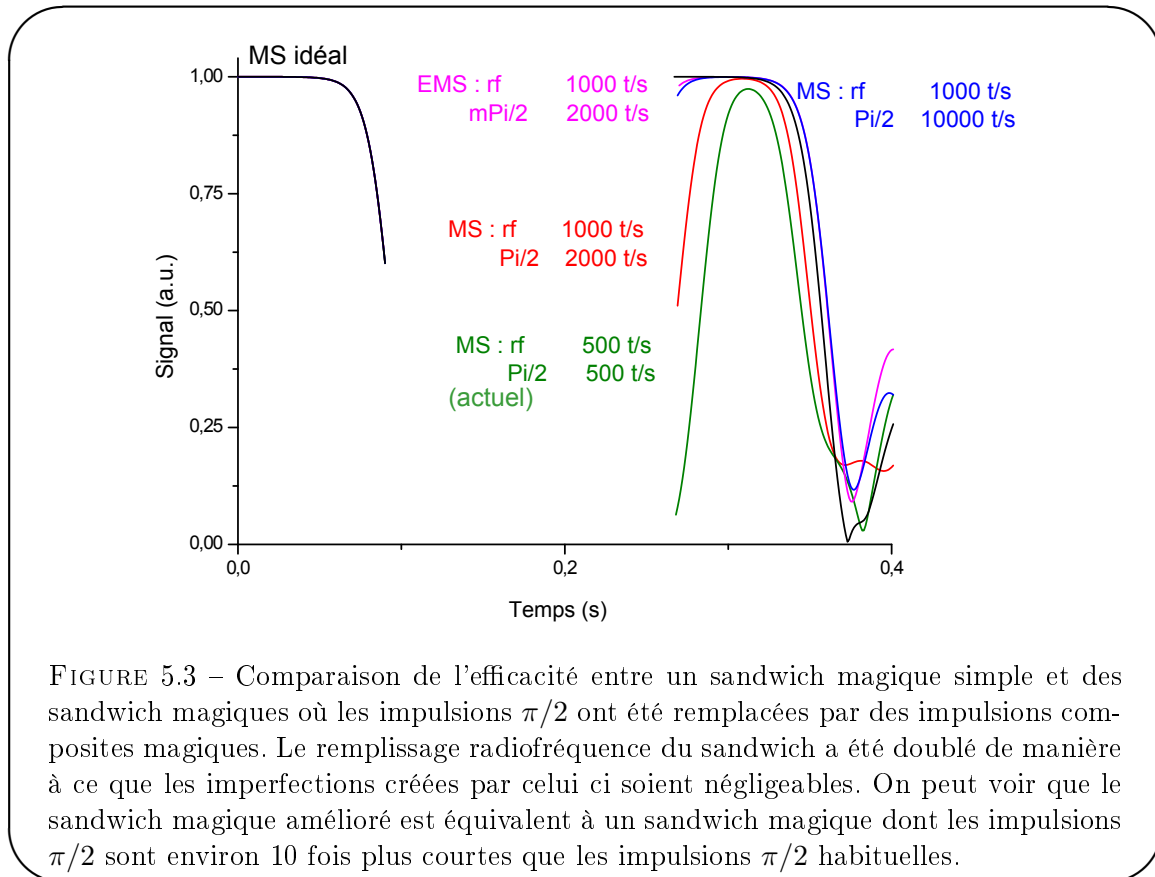 MS idéal
1,00
EMS : rf 1000 t/s
mPi/2 2000 t/s
MS : rf 1000 t/s
Pi/2 10000 t/s
0,75
MS : rf 1000 t/s
Pi/2 2000 t/s
Signal (a.u.)
0,50
MS : rf 500 t/s
Pi/2 500 t/s
(actuel)
0,25
0,00
0,0
0,2
0,4
Temps (s)
FIGURE 5.3 – Comparaison de l'efficacité entre un sandwich magique simple et des
sandwich magiques où les impulsions π/2 ont été remplacées par des impulsions com-
posites magiques. Le remplissage radiofréquence du sandwich a été doublé de manière
à ce que les imperfections créées par celui ci soient négligeables. On peut voir que le
sandwich magique amélioré est équivalent à un sandwich magique dont les impulsions
π/2 sont environ 10 fois plus courtes que les impulsions π/2 habituelles.